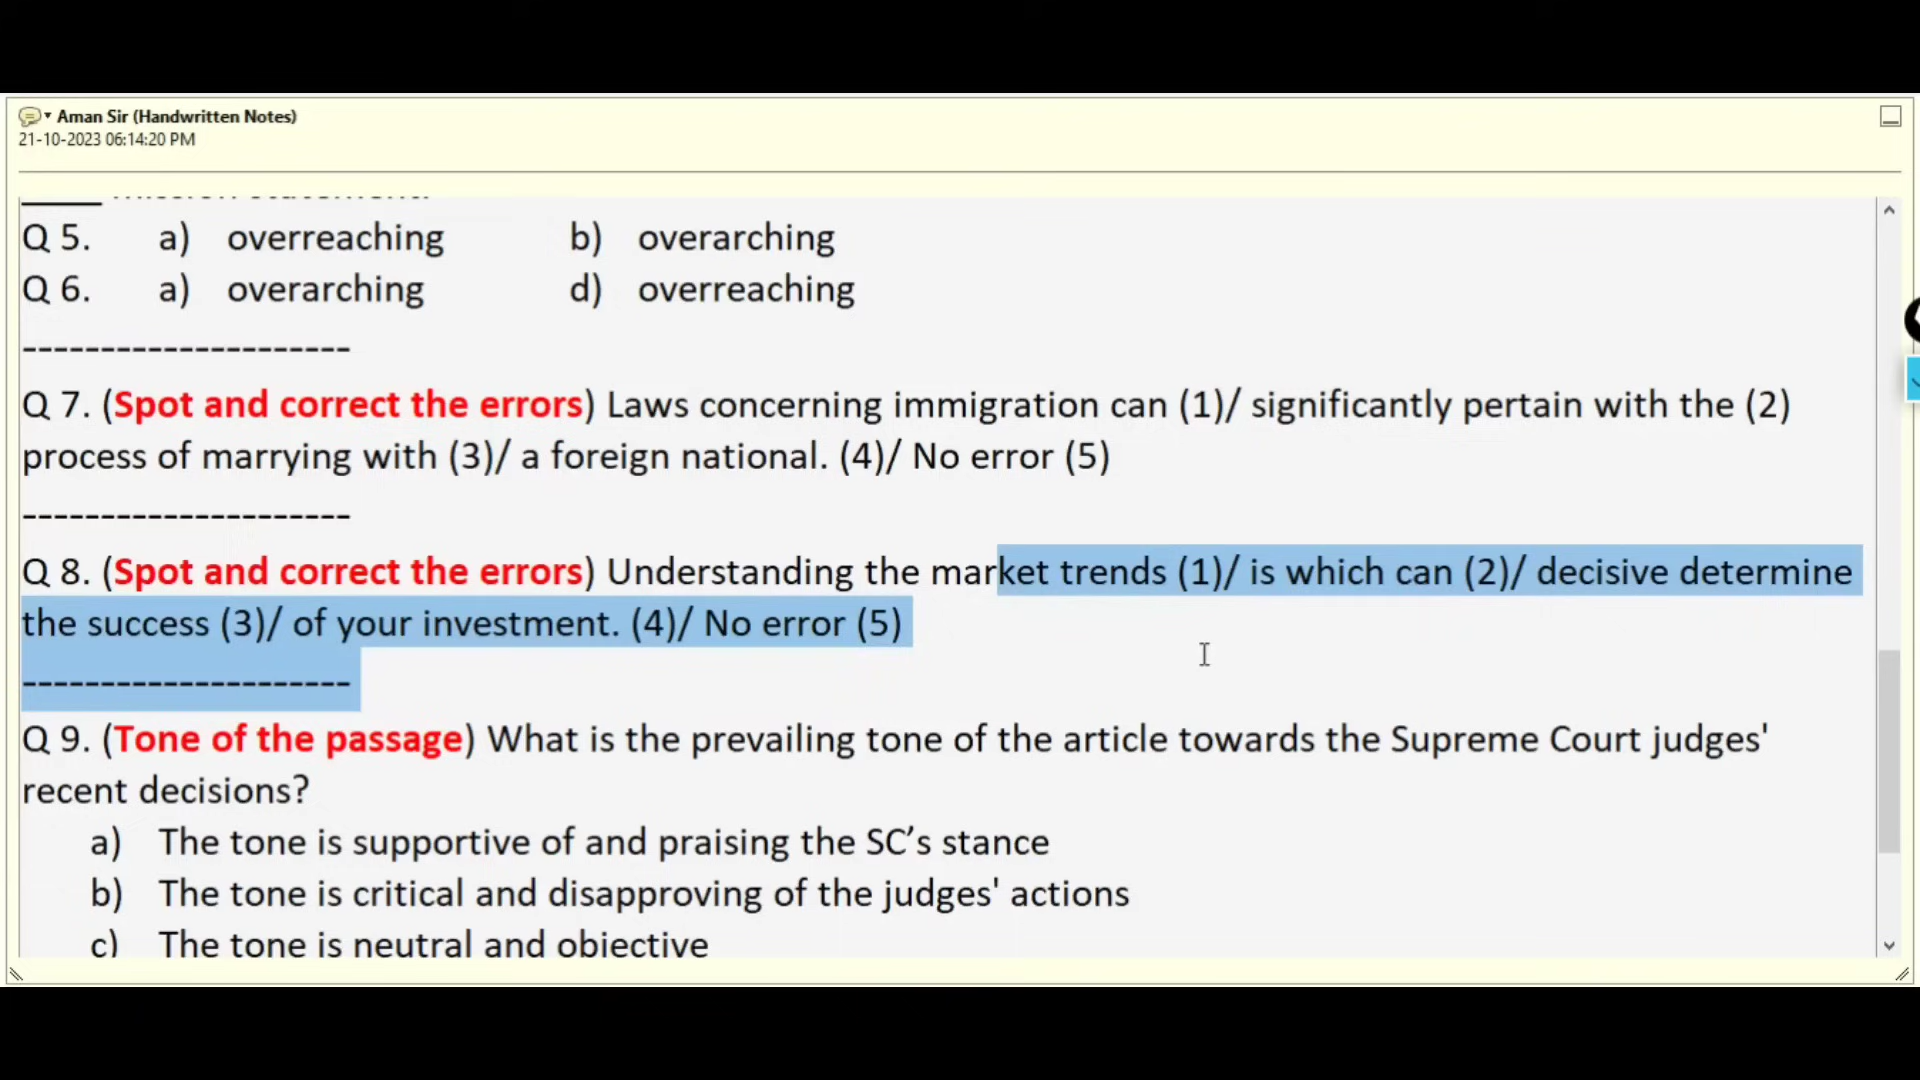 Aman Sir (Handwritten Notes)
21-10-2023 06:14:20 PM
Q 5. a) overreaching b) overarching
Q 6. a) overarching d) overreaching
---------------------
Q 7. (Spot and correct the errors) Laws concerning immigration can (1)/ significantly pertain with the (2)
process of marrying with (3)/ a foreign national. (4)/ No error (5)
---------------------
Q 8. (Spot and correct the errors) Understanding the market trends (1)/ is which can (2)/ decisive determine
the success (3)/ of your investment. (4)/ No error (5)
---------------------
Q 9. (Tone of the passage) What is the prevailing tone of the article towards the Supreme Court judges'
recent decisions?
a) The tone is supportive of and praising the SC’s stance
b) The tone is critical and disapproving of the judges' actions
c) The tone is neutral and objective